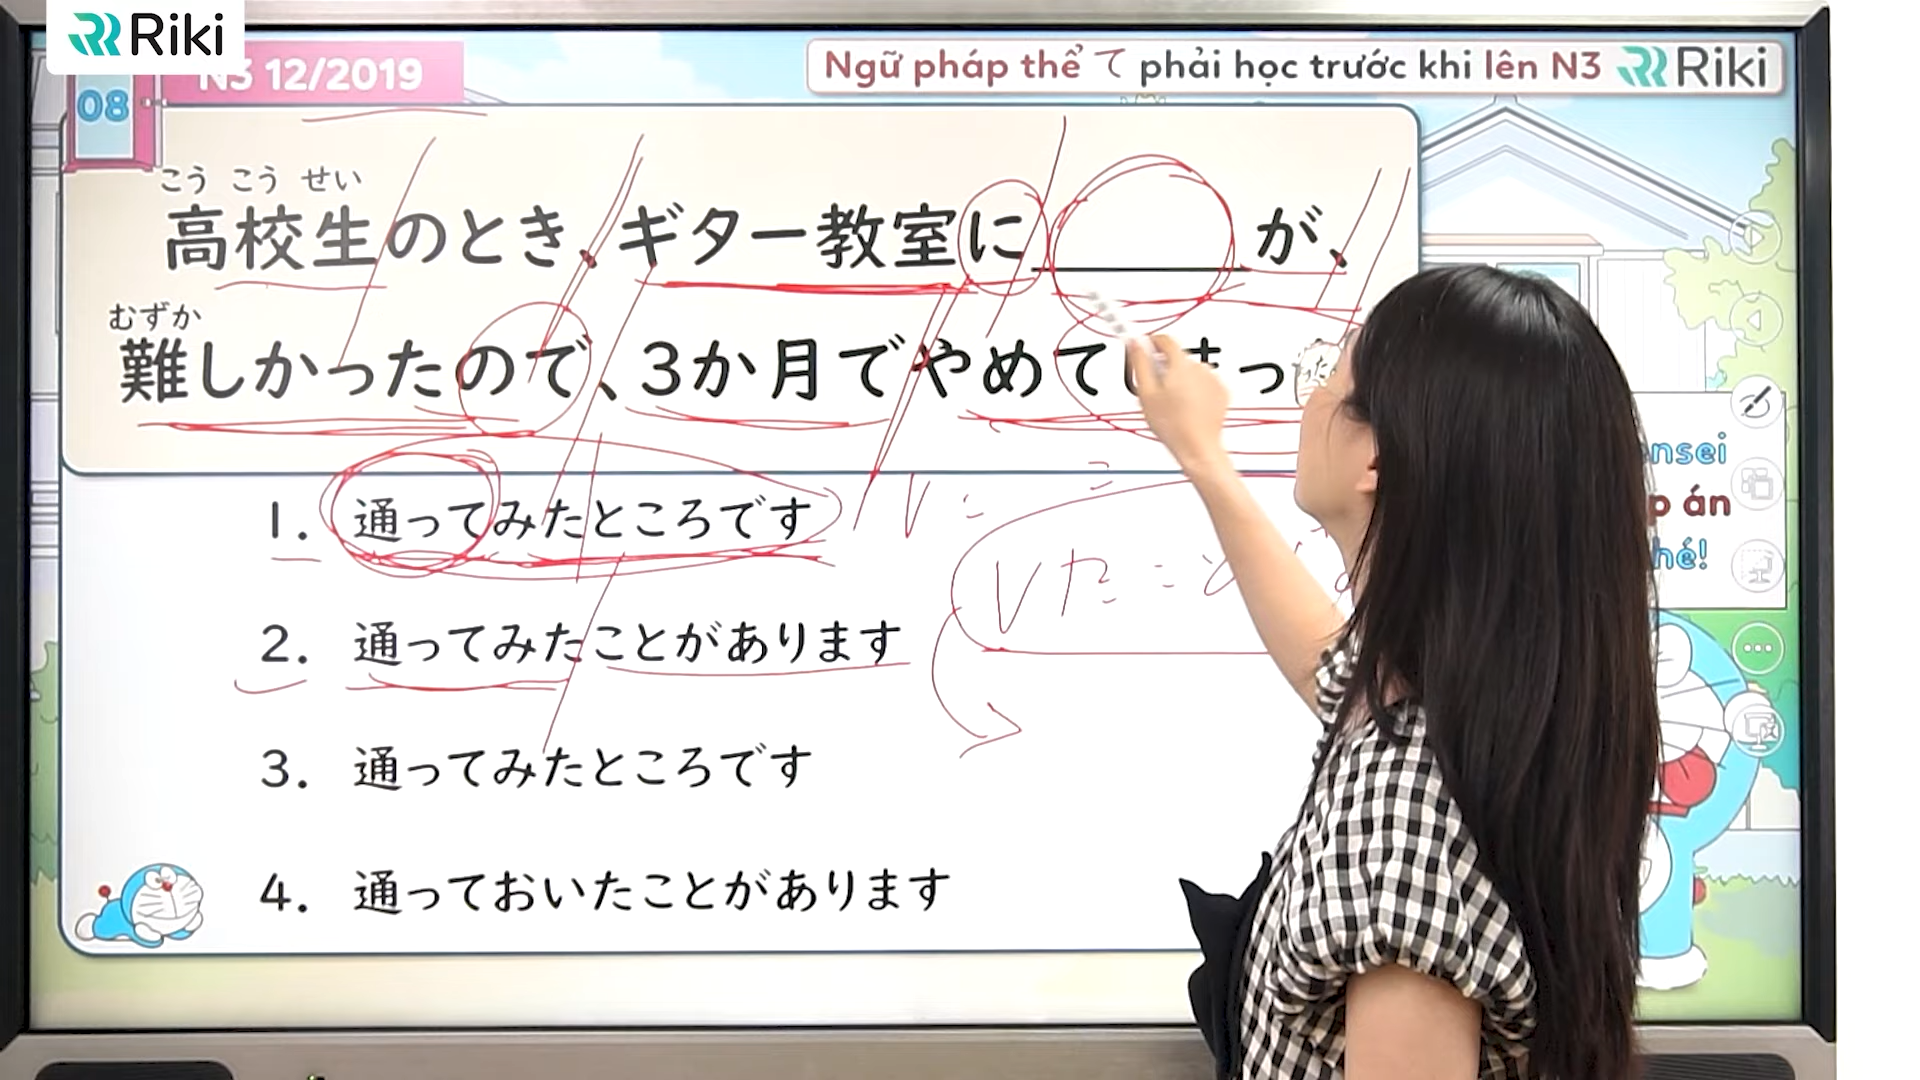 Riki
N3 12/2019
Ngữ pháp thể て phải học trước khi lên N3 Riki
08
こう こう せい
高校生のとき、ギター教室に______が、
むずか
難しかったので、3か月でやめてしまった
1. 通ってみたところです
2. 通ってみたことがあります
3. 通ってみたところです
4. 通っておいたことがあります
Vた
nsei
p án
hé!